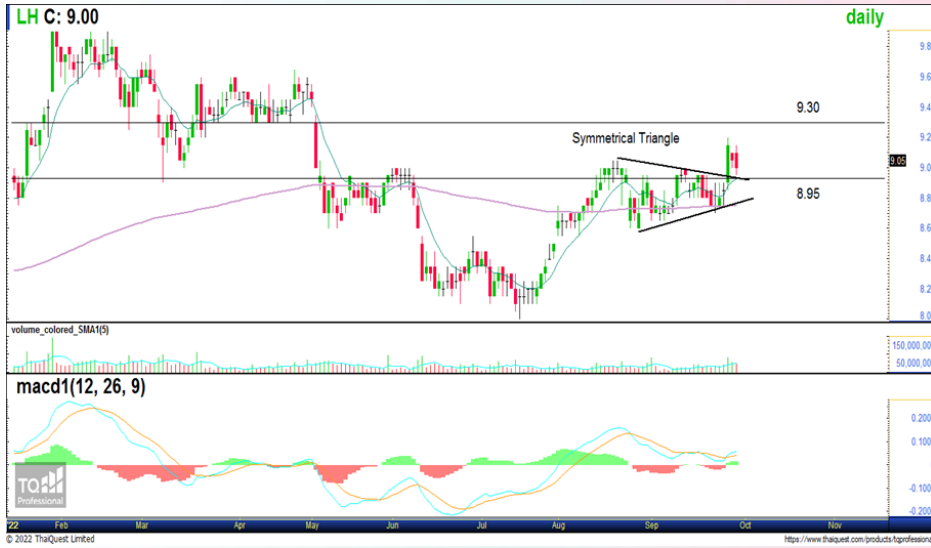 LH C: 9.00
daily
9.8
9.6
9.30
9.4
Symmetrical Triangle
9.2
9.05
9.0
8.95
8.8
8.6
8.4
8.2
8.0
volume_colored_SMA1(5)
150,000,00
50,000,00
macd1(12, 26, 9)
0.200
0.100
0
-0.100
-0.200
TQ
Professional
'22 Feb Mar Apr May Jun Jul Aug Sep Oct Nov
© 2022 ThaiQuest Limited
https://www.thaiquest.com/products/tqprofessional